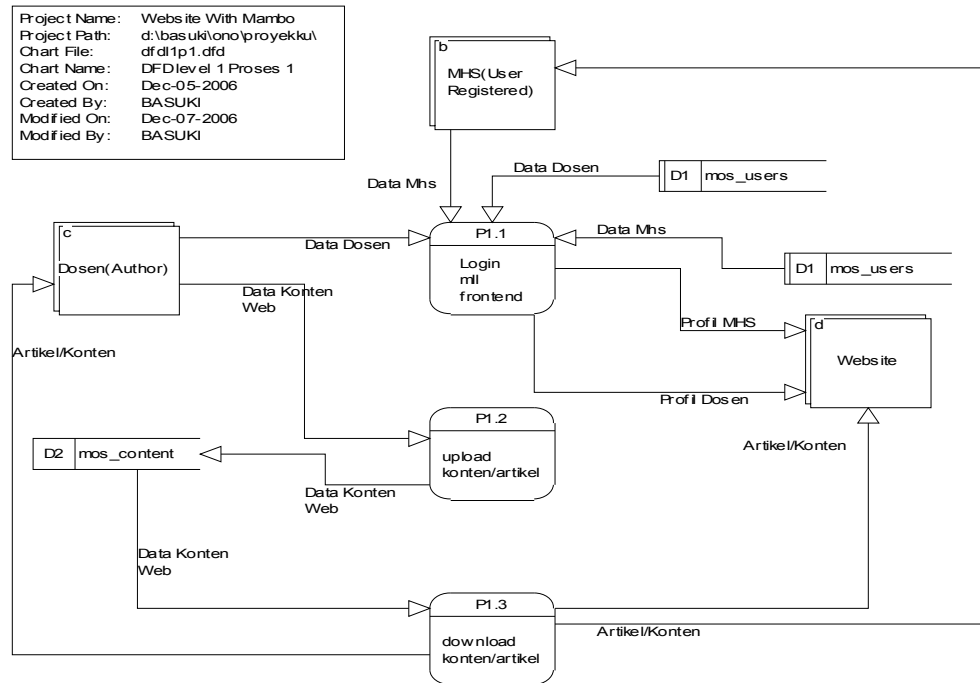 Project Name: Website With Mambo
Project Path: d:\basuki\ono\proyekku\
Chart File: dfdl1p1.dfd
Chart Name: DFD level 1 Proses 1
Created On: Dec-05-2006
Created By: BASUKI
Modified On: Dec-07-2006
Modified By: BASUKI
b
MHS(User
Registered)
Data Mhs
Data Dosen
D1 mos_users
c
Dosen(Author)
Data Dosen
P1.1
Login
mll
frontend
Data Mhs
D1 mos_users
Data Konten
Web
Profil MHS
d
Website
Artikel/Konten
Profil Dosen
P1.2
upload
konten/artikel
Artikel/Konten
D2 mos_content
Data Konten
Web
Data Konten
Web
P1.3
download
konten/artikel
Artikel/Konten